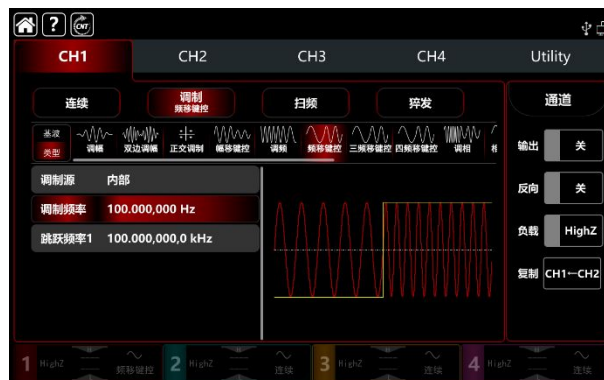 ? CNT
CH1 CH2 CH3 CH4 Utility
连续 调制 扫频 猝发 通道
频移键控
基波
类型 调幅 双边调幅 正交调制 幅移键控 调频 频移键控 三频移键控 四频移键控 调相
输出 关
调制源 内部
反向 关
调制频率 100.000,000 Hz
负载 HighZ
跳跃频率1 100.000,000,0 kHz
复制 CH1←CH2
1 HighZ 频移键控 2 HighZ 连续 3 HighZ 连续 4 HighZ 连续